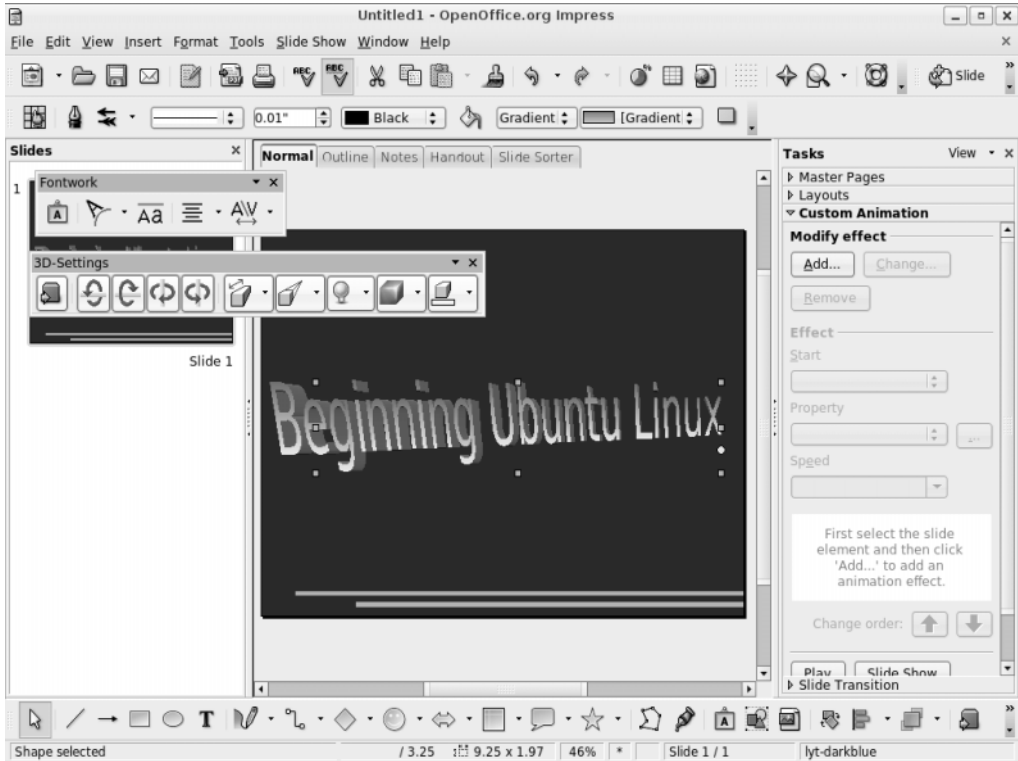 Untitled1 - OpenOffice.org Impress
File Edit View Insert Format Tools Slide Show Window Help
ABC ABC Slide »
0.01" Black Gradient [Gradient
Slides
Normal Outline Notes Handout Slide Sorter
Tasks View
1
Fontwork
A Aa AV
3D-Settings
Slide 1
Beginning Ubuntu Linux
Master Pages
Layouts
Custom Animation
Modify effect
Add... Change...
Remove
Effect
Start
Property
...
Speed
First select the slide
element and then click
'Add...' to add an
animation effect.
Change order:
Play Slide Show
Slide Transition
T A »
Shape selected / 3.25 9.25 x 1.97 46% * Slide 1 / 1 lyt-darkblue